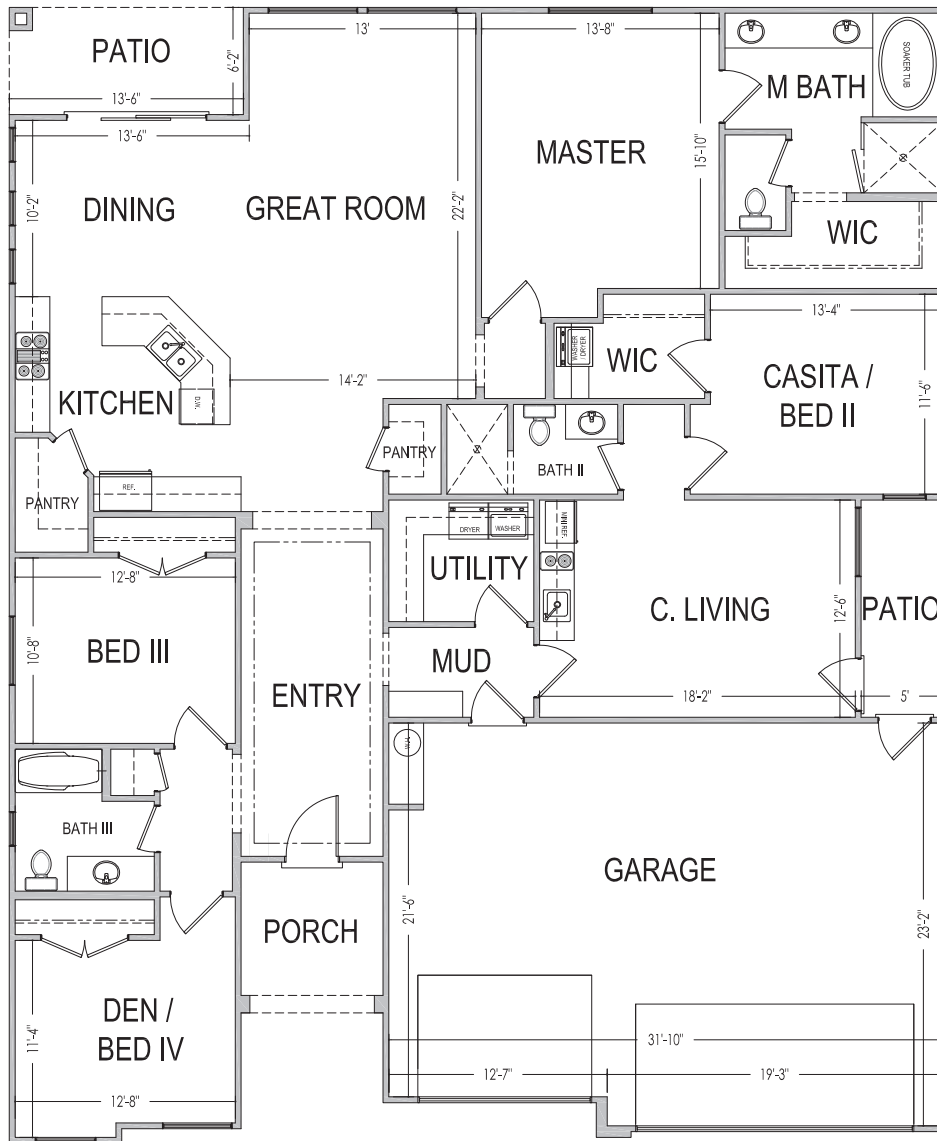 PATIO
6'-2"
13'-6"
13'
13'-8"
SOAKER TUB
M BATH
13'-6"
10'-2"
DINING
GREAT ROOM
22'-2"
MASTER
15'-10"
WIC
14'-2"
KITCHEN
D.W.
WASHER
/ DRYER
WIC
13'-4"
CASITA /
BED II
11'-6"
PANTRY
REF.
PANTRY
BATH II
DRYER
WASHER
UTILITY
MINI REF.
C. LIVING
12'-6"
PATIO
18'-2"
5'
12'-8"
10'-8"
BED III
ENTRY
MUD
H.W.
BATH III
GARAGE
21'-6"
23'-2"
PORCH
DEN /
BED IV
11'-4"
12'-8"
31'-10"
12'-7"
19'-3"